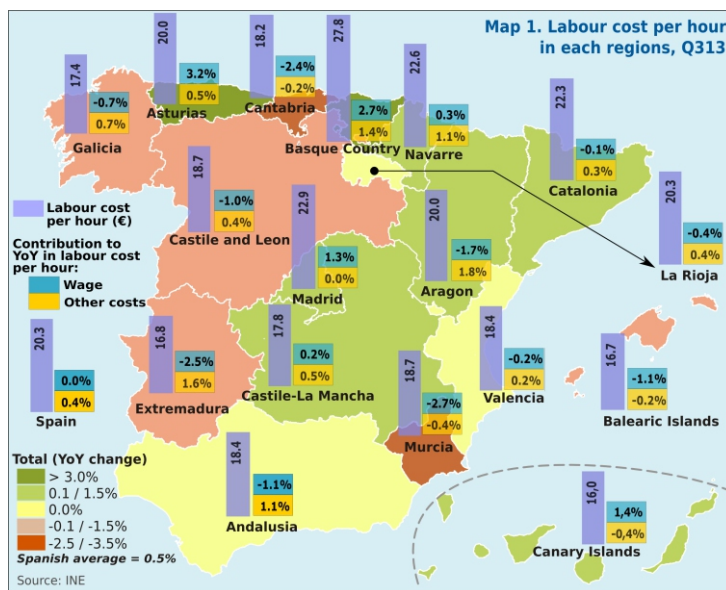 Map 1. Labour cost per hour
in each regions, Q313
17.4
-0.7%
0.7%
Galicia
20.0
3.2%
0.5%
Asturias
18.2
-2.4%
-0.2%
Cantabria
27.8
2.7%
1.4%
Basque Country
22.6
0.3%
1.1%
Navarre
22.3
-0.1%
0.3%
Catalonia
20.3
-0.4%
0.4%
La Rioja
18.7
-1.0%
0.4%
Castile and Leon
22.9
1.3%
0.0%
Madrid
20.0
-1.7%
1.8%
Aragon
Labour cost
per hour (€)
Contribution to
YoY in labour cost
per hour:
Wage
Other costs
20.3
0.0%
0.4%
Spain
16.8
-2.5%
1.6%
Extremadura
17.8
0.2%
0.5%
Castile-La Mancha
18.7
-2.7%
-0.4%
Murcia
18.4
-0.2%
0.2%
Valencia
16.7
-1.1%
-0.2%
Balearic Islands
18.4
-1.1%
1.1%
Andalusia
16,0
1,4%
-0,4%
Canary Islands
Total (YoY change)
> 3.0%
0.1 / 1.5%
0.0%
-0.1 / -1.5%
-2.5 / -3.5%
Spanish average = 0.5%
Source: INE